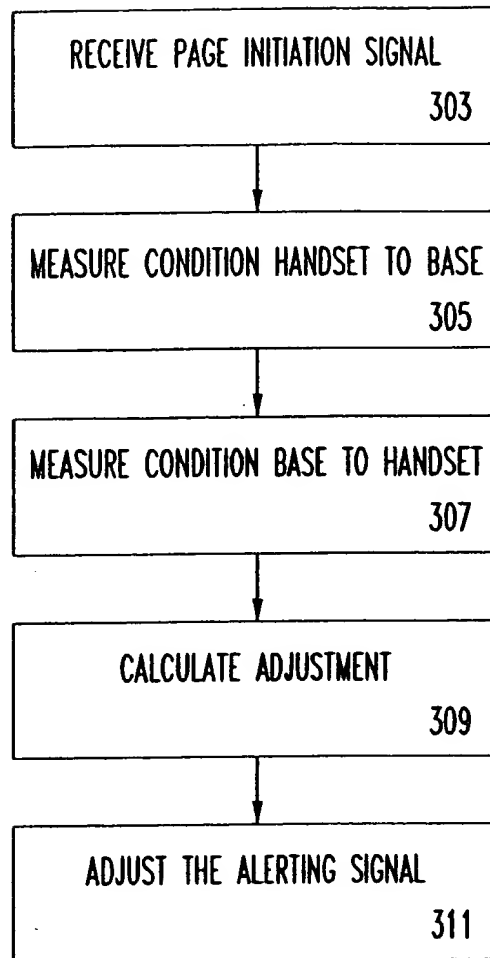 RECEIVE PAGE INITIATION SIGNAL
303
MEASURE CONDITION HANDSET TO BASE
305
MEASURE CONDITION BASE TO HANDSET
307
CALCULATE ADJUSTMENT
309
ADJUST THE ALERTING SIGNAL
311